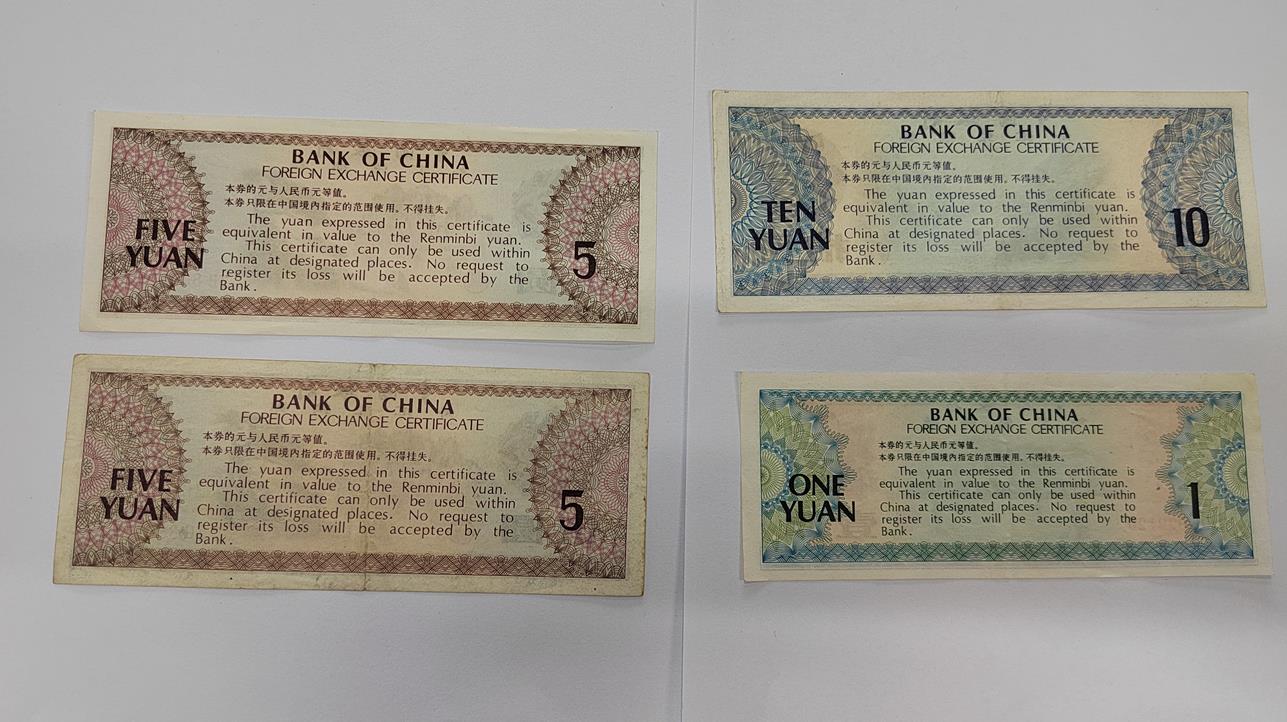 BANK OF CHINA
FOREIGN EXCHANGE CERTIFICATE
本券的元与人民币元等值。
本券只限在中国境内指定的范围使用，不得挂失。
The yuan expressed in this certificate is
equivalent in value to the Renminbi yuan.
This certificate can only be used within
China at designated places. No request to
register its loss will be accepted by the
Bank.
FIVE
YUAN
5
BANK OF CHINA
FOREIGN EXCHANGE CERTIFICATE
本券的元与人民币元等值。
本券只限在中国境内指定的范围使用，不得挂失。
The yuan expressed in this certificate is
equivalent in value to the Renminbi yuan.
This certificate can only be used within
China at designated places. No request to
register its loss will be accepted by the
Bank.
TEN
YUAN
10
BANK OF CHINA
FOREIGN EXCHANGE CERTIFICATE
本券的元与人民币元等值。
本券只限在中国境内指定的范围使用，不得挂失。
The yuan expressed in this certificate is
equivalent in value to the Renminbi yuan.
This certificate can only be used within
China at designated places. No request to
register its loss will be accepted by the
Bank.
FIVE
YUAN
5
BANK OF CHINA
FOREIGN EXCHANGE CERTIFICATE
本券的元与人民币元等值。
本券只限在中国境内指定的范围使用，不得挂失。
The yuan expressed in this certificate is
equivalent in value to the Renminbi yuan.
This certificate can only be used within
China at designated places. No request to
register its loss will be accepted by the
Bank.
ONE
YUAN
1